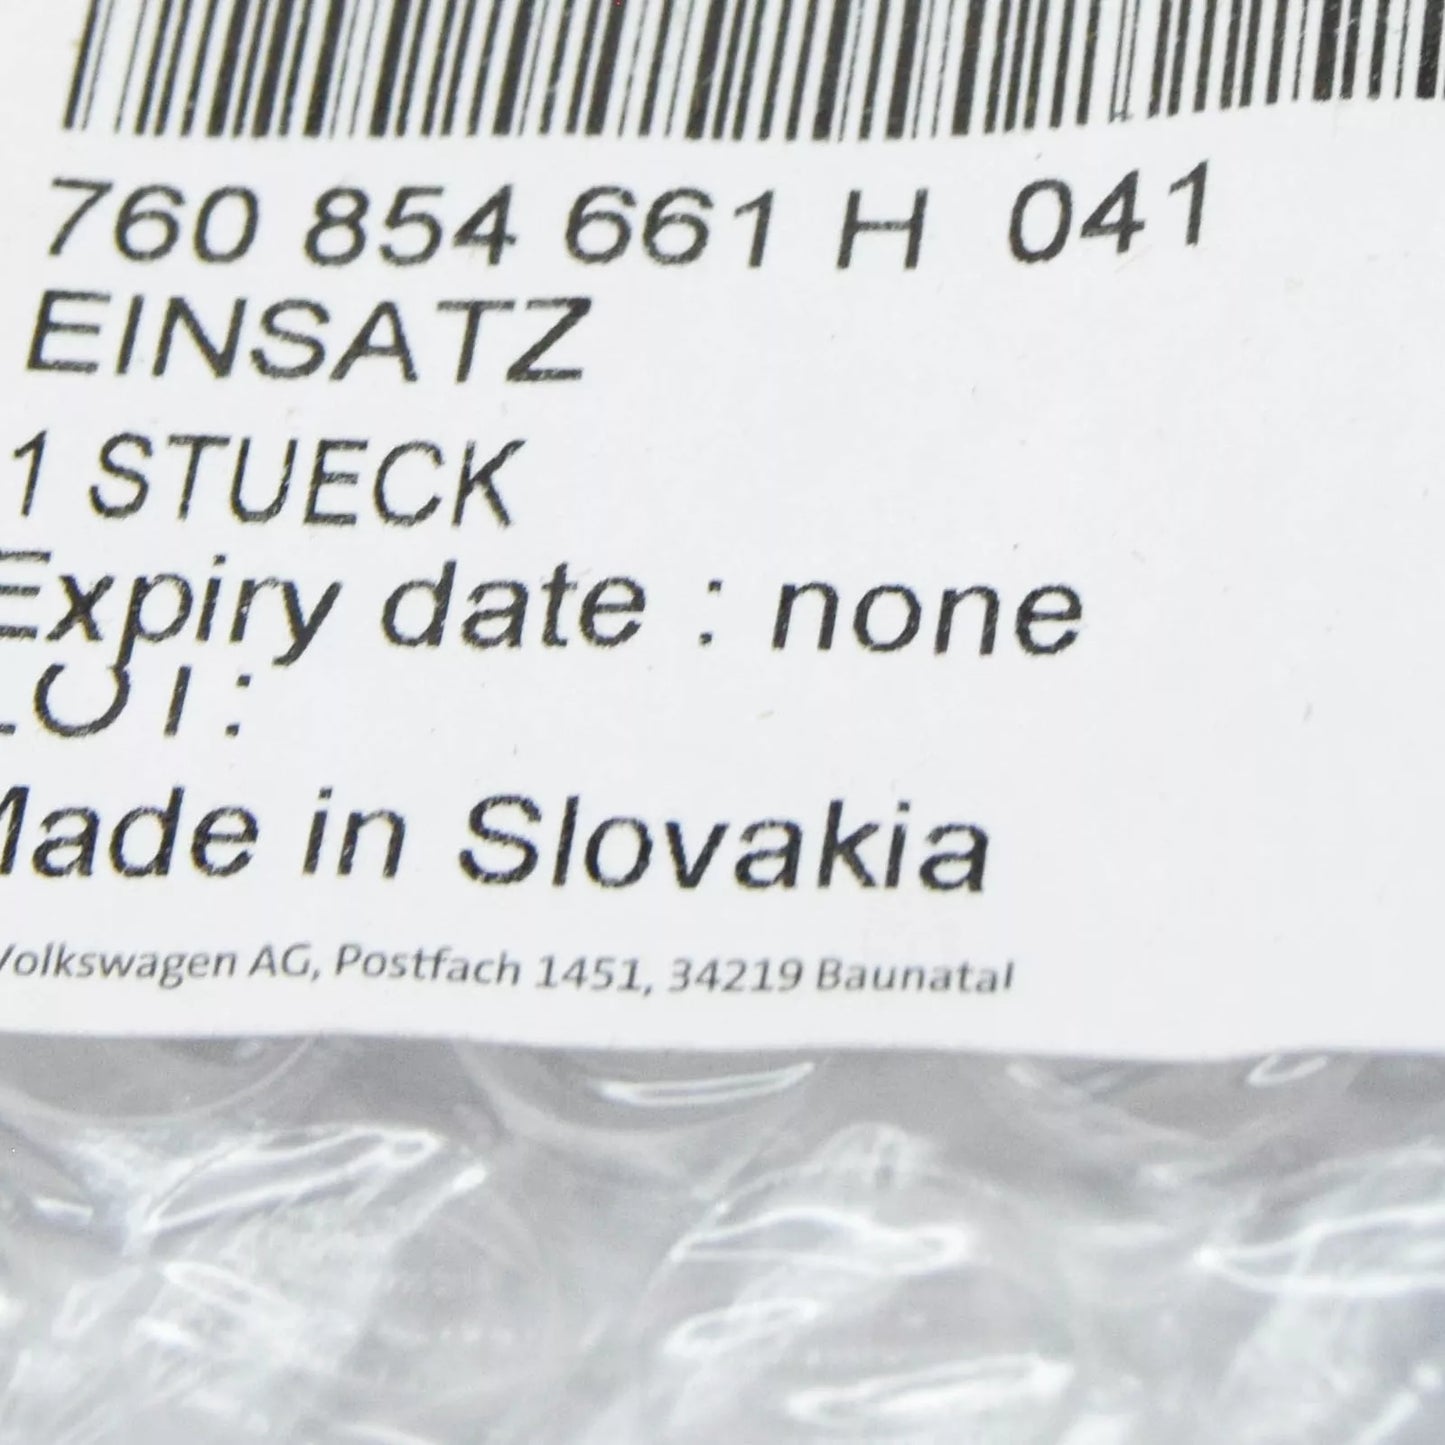 760 854 661 H 041
EINSATZ
1 STUECK
Expiry date : none
LOT :
Made in Slovakia
Volkswagen AG, Postfach 1451, 34219 Baunatal